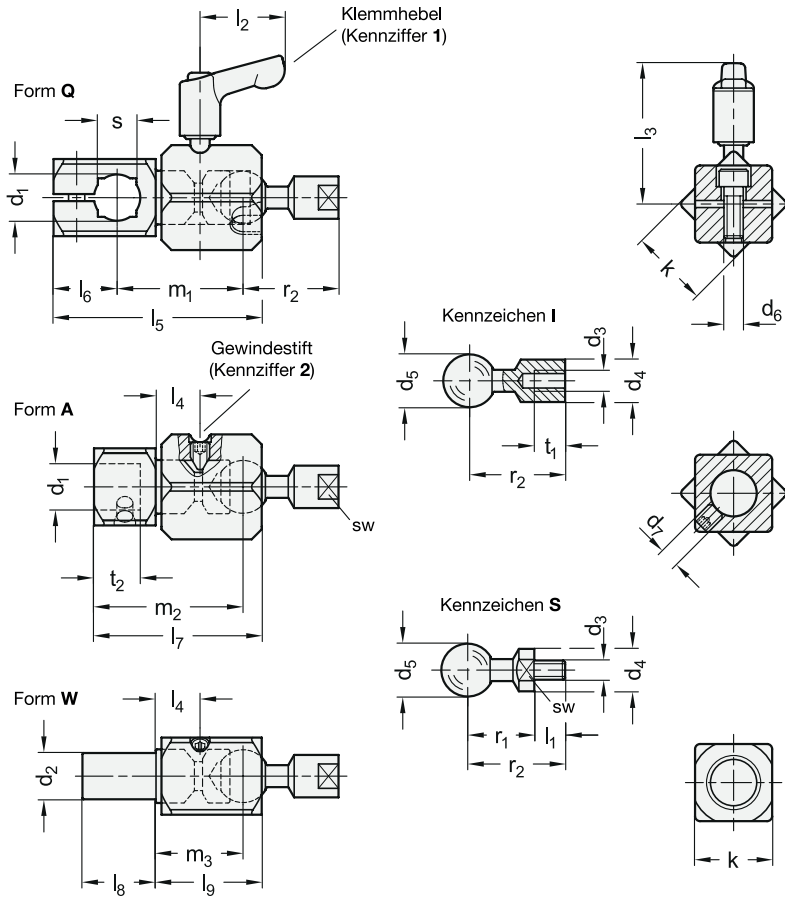 l2
Klemmhebel
(Kennziffer 1)
Form Q
s
d1
l6
m1
r2
l5
l3
k
d6
Kennzeichen I
d5
d3
d4
t1
r2
Gewindestift
(Kennziffer 2)
Form A
l4
d1
sw
t2
m2
l7
d7
Kennzeichen S
d5
d3
d4
sw
r1
l1
r2
Form W
l4
d2
m3
l8
l9
k